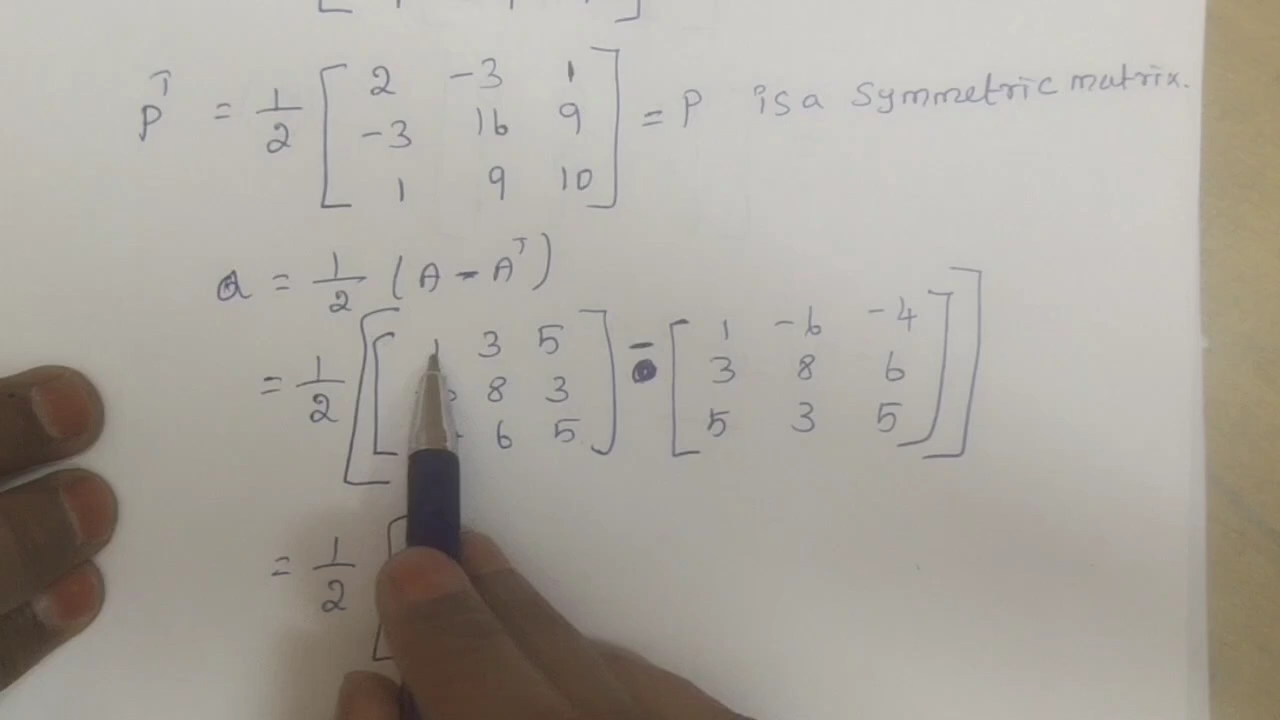 P^T = 1/2 [ 2 -3 1
-3 16 9
1 9 10 ] = P is a Symmetric matrix.
Q = 1/2 ( A - A^T )
= 1/2 [ [ 1 3 5
8 3
6 5 ] - [ 1 -6 -4
3 8 6
5 3 5 ] ]
= 1/2 [